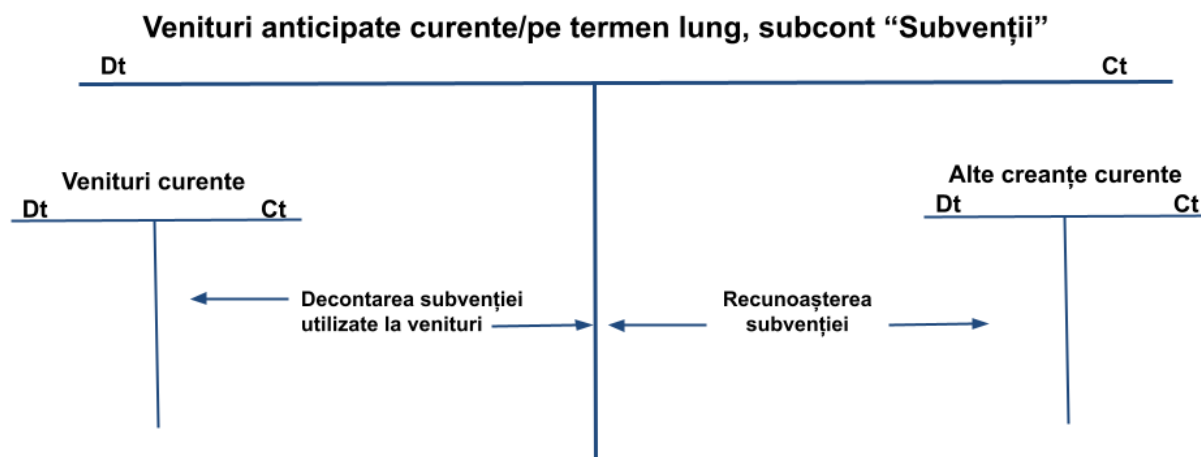 Venituri anticipate curente/pe termen lung, subcont “Subvenții”
Dt
Ct
Venituri curente
Dt
Ct
Alte creanțe curente
Dt
Ct
Decontarea subvenției
utilizate la venituri
Recunoașterea
subvenției